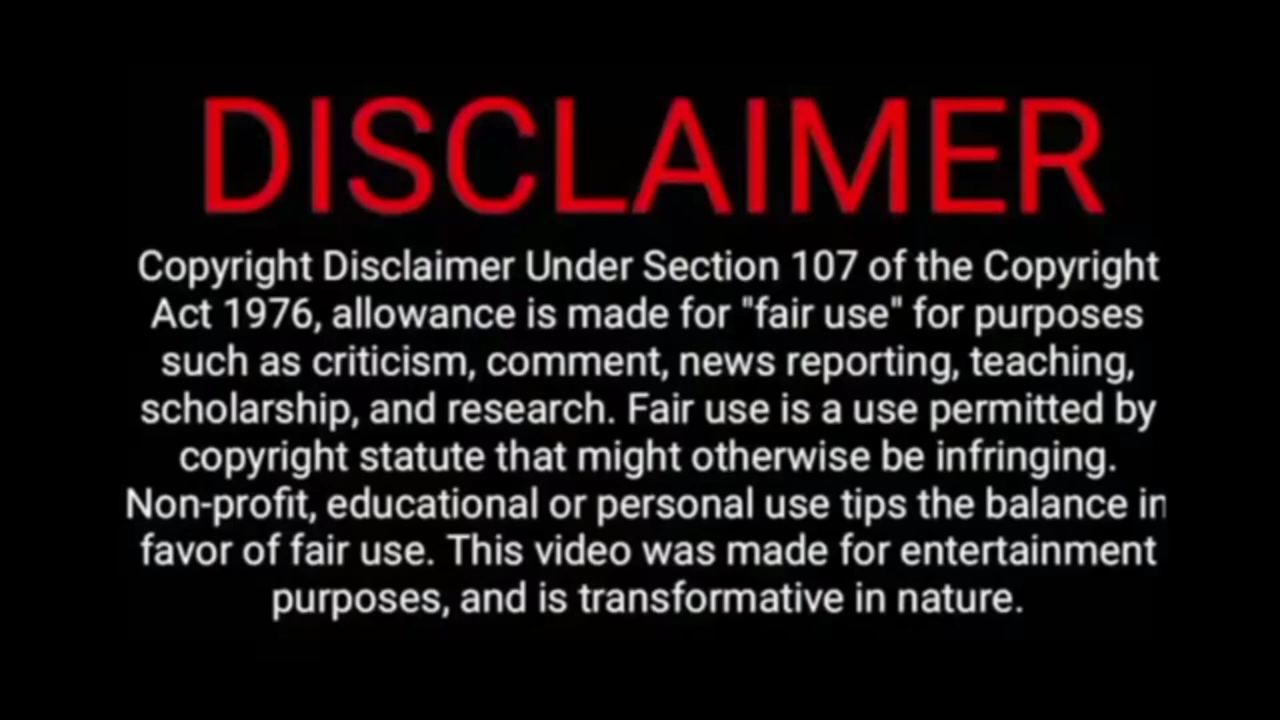 DISCLAIMER
Copyright Disclaimer Under Section 107 of the Copyright
Act 1976, allowance is made for "fair use" for purposes
such as criticism, comment, news reporting, teaching,
scholarship, and research. Fair use is a use permitted by
copyright statute that might otherwise be infringing.
Non-profit, educational or personal use tips the balance in
favor of fair use. This video was made for entertainment
purposes, and is transformative in nature.